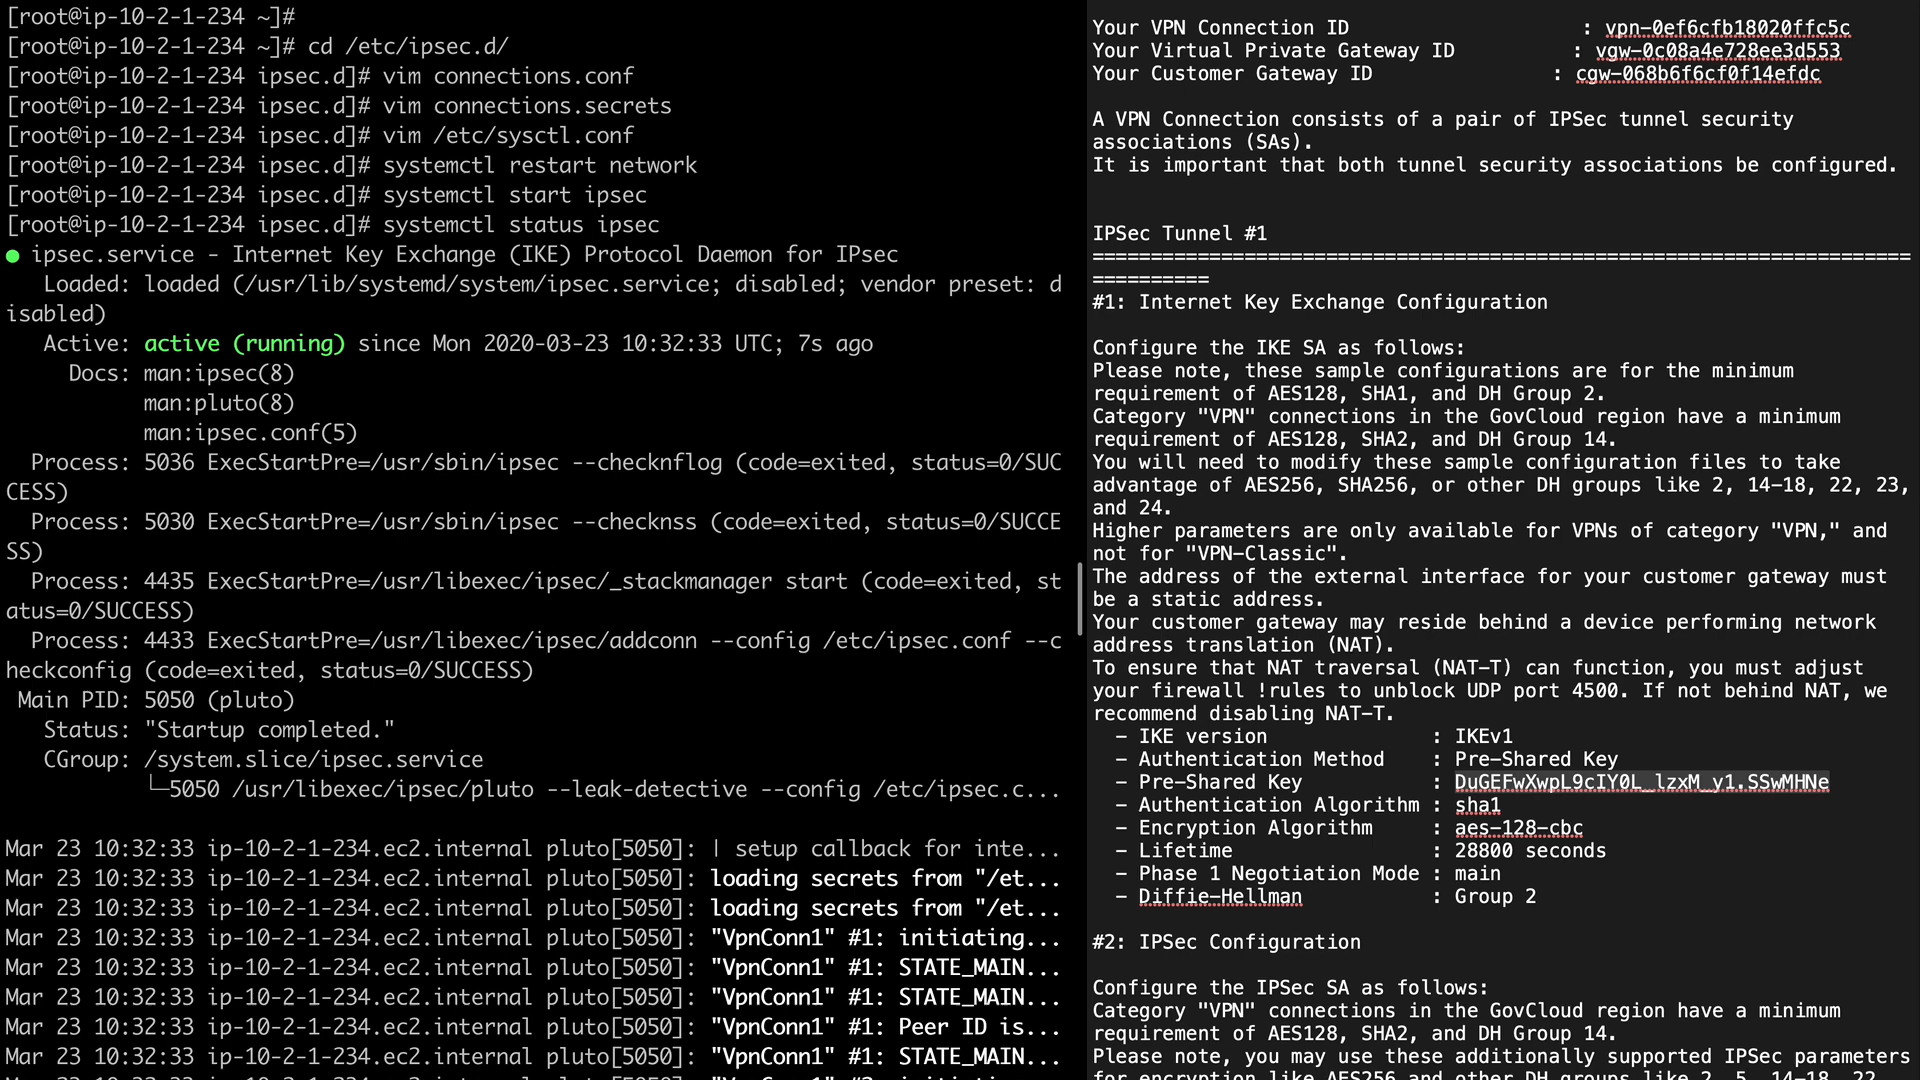 [root@ip-10-2-1-234 ~]#
[root@ip-10-2-1-234 ~]# cd /etc/ipsec.d/
[root@ip-10-2-1-234 ipsec.d]# vim connections.conf
[root@ip-10-2-1-234 ipsec.d]# vim connections.secrets
[root@ip-10-2-1-234 ipsec.d]# vim /etc/sysctl.conf
[root@ip-10-2-1-234 ipsec.d]# systemctl restart network
[root@ip-10-2-1-234 ipsec.d]# systemctl start ipsec
[root@ip-10-2-1-234 ipsec.d]# systemctl status ipsec
● ipsec.service - Internet Key Exchange (IKE) Protocol Daemon for IPsec
Loaded: loaded (/usr/lib/systemd/system/ipsec.service; disabled; vendor preset: d
isabled)
Active: active (running) since Mon 2020-03-23 10:32:33 UTC; 7s ago
Docs: man:ipsec(8)
man:pluto(8)
man:ipsec.conf(5)
Process: 5036 ExecStartPre=/usr/sbin/ipsec --checknflog (code=exited, status=0/SUC
CESS)
Process: 5030 ExecStartPre=/usr/sbin/ipsec --checknss (code=exited, status=0/SUCCE
SS)
Process: 4435 ExecStartPre=/usr/libexec/ipsec/_stackmanager start (code=exited, st
atus=0/SUCCESS)
Process: 4433 ExecStartPre=/usr/libexec/ipsec/addconn --config /etc/ipsec.conf --c
heckconfig (code=exited, status=0/SUCCESS)
Main PID: 5050 (pluto)
Status: "Startup completed."
CGroup: /system.slice/ipsec.service
└─5050 /usr/libexec/ipsec/pluto --leak-detective --config /etc/ipsec.c...
Mar 23 10:32:33 ip-10-2-1-234.ec2.internal pluto[5050]: | setup callback for inte...
Mar 23 10:32:33 ip-10-2-1-234.ec2.internal pluto[5050]: loading secrets from "/et...
Mar 23 10:32:33 ip-10-2-1-234.ec2.internal pluto[5050]: loading secrets from "/et...
Mar 23 10:32:33 ip-10-2-1-234.ec2.internal pluto[5050]: "VpnConn1" #1: initiating...
Mar 23 10:32:33 ip-10-2-1-234.ec2.internal pluto[5050]: "VpnConn1" #1: STATE_MAIN...
Mar 23 10:32:33 ip-10-2-1-234.ec2.internal pluto[5050]: "VpnConn1" #1: STATE_MAIN...
Mar 23 10:32:33 ip-10-2-1-234.ec2.internal pluto[5050]: "VpnConn1" #1: Peer ID is...
Mar 23 10:32:33 ip-10-2-1-234.ec2.internal pluto[5050]: "VpnConn1" #1: STATE_MAIN...
Your VPN Connection ID : vpn-0ef6cfb18020ffc5c
Your Virtual Private Gateway ID : vgw-0c08a4e728ee3d553
Your Customer Gateway ID : cgw-068b6f6cf0f14efdc
A VPN Connection consists of a pair of IPSec tunnel security
associations (SAs).
It is important that both tunnel security associations be configured.
IPSec Tunnel #1
======================================================================
==========
#1: Internet Key Exchange Configuration
Configure the IKE SA as follows:
Please note, these sample configurations are for the minimum
requirement of AES128, SHA1, and DH Group 2.
Category "VPN" connections in the GovCloud region have a minimum
requirement of AES128, SHA2, and DH Group 14.
You will need to modify these sample configuration files to take
advantage of AES256, SHA256, or other DH groups like 2, 14-18, 22, 23,
and 24.
Higher parameters are only available for VPNs of category "VPN," and
not for "VPN-Classic".
The address of the external interface for your customer gateway must
be a static address.
Your customer gateway may reside behind a device performing network
address translation (NAT).
To ensure that NAT traversal (NAT-T) can function, you must adjust
your firewall !rules to unblock UDP port 4500. If not behind NAT, we
recommend disabling NAT-T.
- IKE version : IKEv1
- Authentication Method : Pre-Shared Key
- Pre-Shared Key : DuGEFwXwpL9cIY0L_lzxM_y1.SSwMHNe
- Authentication Algorithm : sha1
- Encryption Algorithm : aes-128-cbc
- Lifetime : 28800 seconds
- Phase 1 Negotiation Mode : main
- Diffie-Hellman : Group 2
#2: IPSec Configuration
Configure the IPSec SA as follows:
Category "VPN" connections in the GovCloud region have a minimum
requirement of AES128, SHA2, and DH Group 14.
Please note, you may use these additionally supported IPSec parameters
for encryption like AES256 and other DH groups like 2, 5, 14-18, 22,